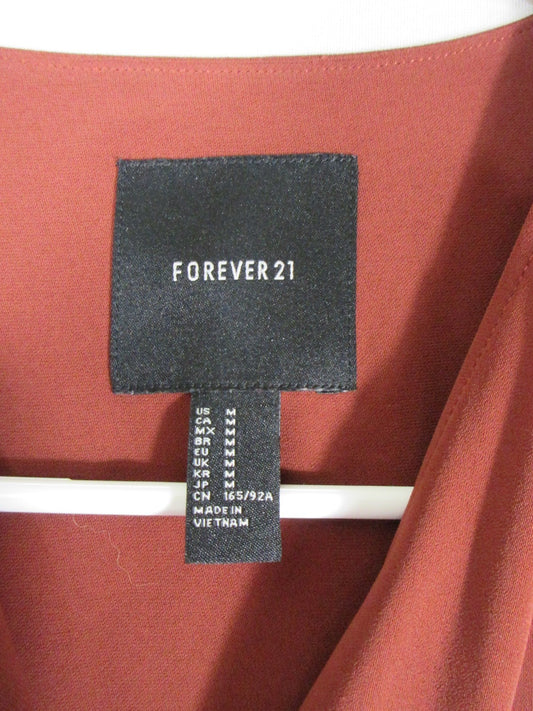 FOREVER 21
US M
CA M
MX M
BR M
EU M
UK M
KR M
JP M
CN 165/92A
MADE IN
VIETNAM